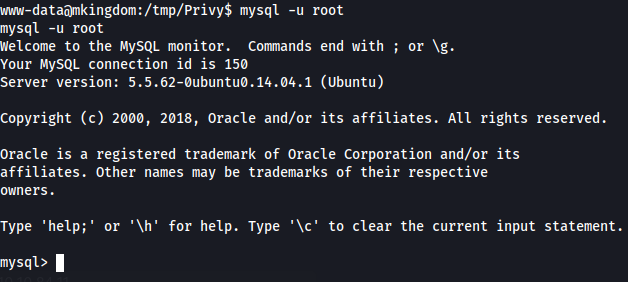 www-data@mkingdom:/tmp/Privy$ mysql -u root
mysql -u root
Welcome to the MySQL monitor.  Commands end with ; or \g.
Your MySQL connection id is 150
Server version: 5.5.62-0ubuntu0.14.04.1 (Ubuntu)

Copyright (c) 2000, 2018, Oracle and/or its affiliates. All rights reserved.

Oracle is a registered trademark of Oracle Corporation and/or its
affiliates. Other names may be trademarks of their respective
owners.

Type 'help;' or '\h' for help. Type '\c' to clear the current input statement.

mysql>